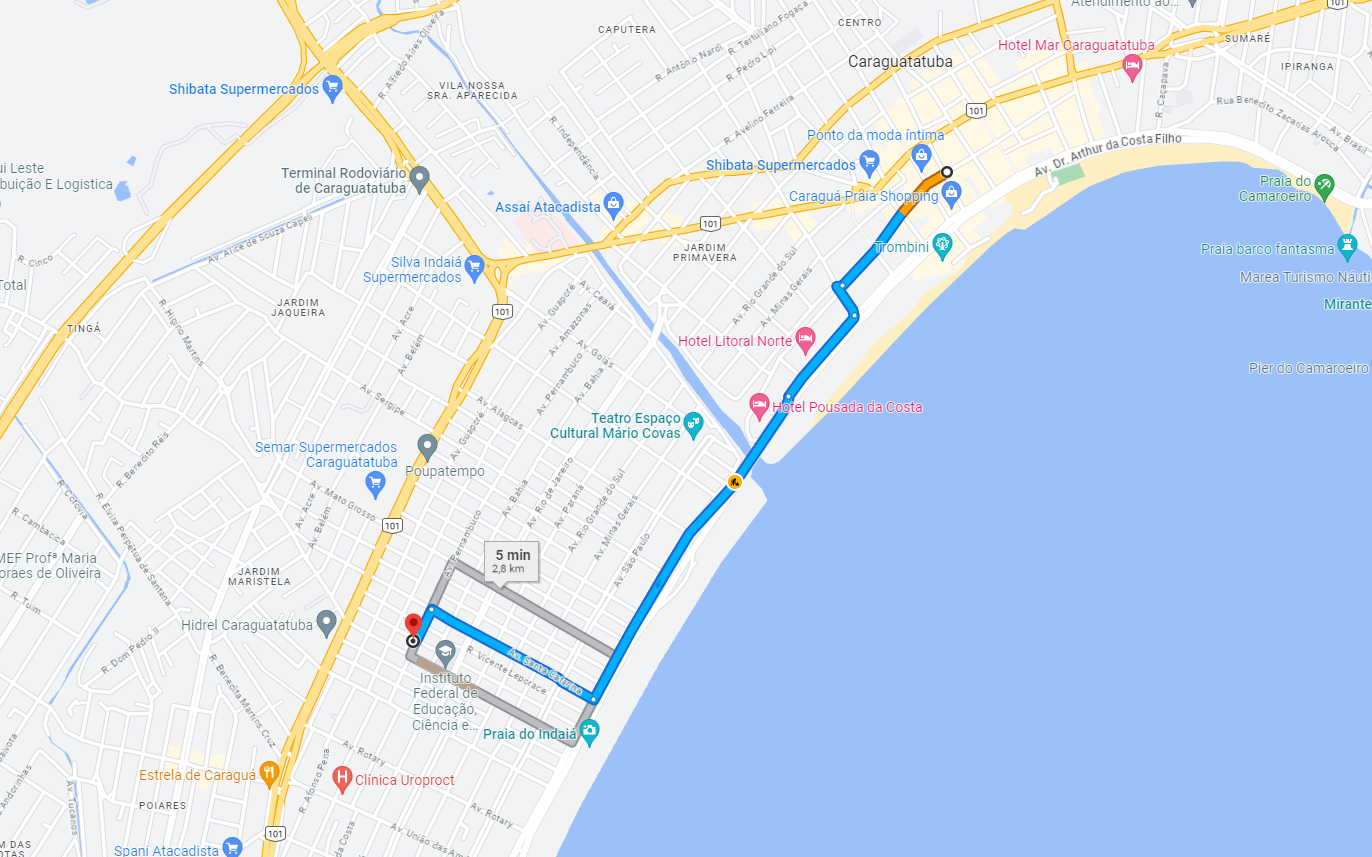 Atendimento ao...
101
CENTRO
CAPUTERA
R. Tertuliano Fogaça
SUMARÉ
R. Alfredo Aires Oliveira
R. Antônio Nardi
R. Pedro Lipi
Hotel Mar Caraguatatuba
Caraguatatuba
IPIRANGA
Shibata Supermercados
VILA NOSSA
SRA. APARECIDA
R. Caçapava
Rua Benedito Zacarias Arouca
Av. Brasil
101
R. Avelino Ferreira
R. Independência
Ponto da moda íntima
Av. Dr. Arthur da Costa Filho
Shibata Supermercados
ui Leste
buição E Logistica
Terminal Rodoviário
de Caraguatatuba
Caraguá Praia Shopping
Praia do
Camaroeiro
Assaí Atacadista
101
Av. Alice de Souza Capeli
JARDIM
PRIMAVERA
Trombini
Praia barco fantasma
R. Cinco
Silva Indaiá
Supermercados
Marea Turismo Náuti
Total
R. Higino Martins
JARDIM
JAQUEIRA
Av. Guaporé
Av. Ceará
Av. Rio Grande do Sul
Av. Minas Gerais
101
Mirante
TINGÁ
Av. Acre
Av. Belém
Av. Amazonas
Av. Goiás
Hotel Litoral Norte
Pier do Camaroeiro
Av. Pernambuco
Av. Bahia
Av. Sergipe
Av. Alagoas
Hotel Pousada da Costa
Teatro Espaço
Cultural Mário Covas
Av. Guaporé
R. Benedito Reis
Semar Supermercados
Caraguatatuba
Poupatempo
R. Cotovia
Av. Mato Grosso
Av. Acre
Av. Belém
Av. Bahia
Av. Rio de Janeiro
Av. Paraná
Av. Rio Grande do Sul
Av. Minas Gerais
R. Elvira Perpétua de Santana
R. Cambacica
101
Av. Pernambuco
Av. São Paulo
5 min
2,8 km
MEF Profª Maria
oraes de Oliveira
JARDIM
MARISTELA
R. Tuim
Hidrel Caraguatatuba
R. Dom Pedro II
Av. Santa Catarina
R. Vicente Leporace
R. Benedita Martins Cruz
Instituto
Federal de
Educação,
Ciência e...
Praia do Indaiá
Av. Rotary
R. Afonso Pena
Estrela de Caraguá
Clínica Uroproct
POIARES
Av. Rotary
Av. Tucanos
Andorinhas
101
da Costa
Av. União das Am
M DAS
OTAS
Spani Atacadista